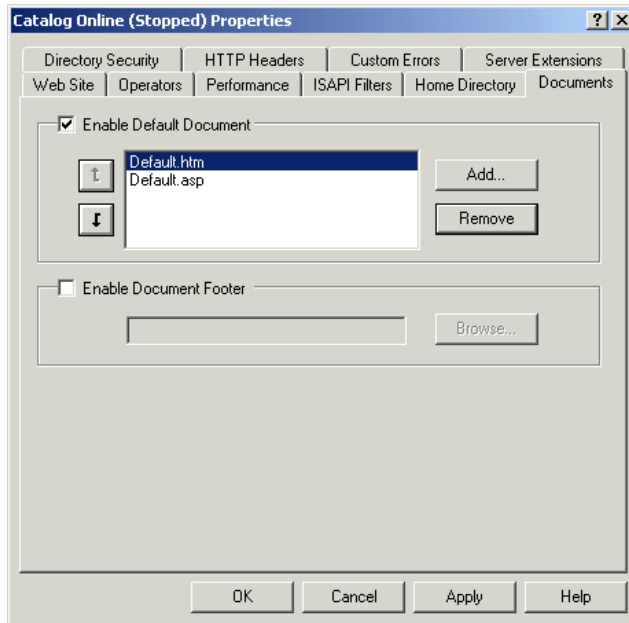 Catalog Online (Stopped) Properties
Directory Security HTTP Headers Custom Errors Server Extensions
Web Site Operators Performance ISAPI Filters Home Directory Documents
Enable Default Document
Default.htm
Default.asp
Add...
Remove
Enable Document Footer
Browse...
OK Cancel Apply Help